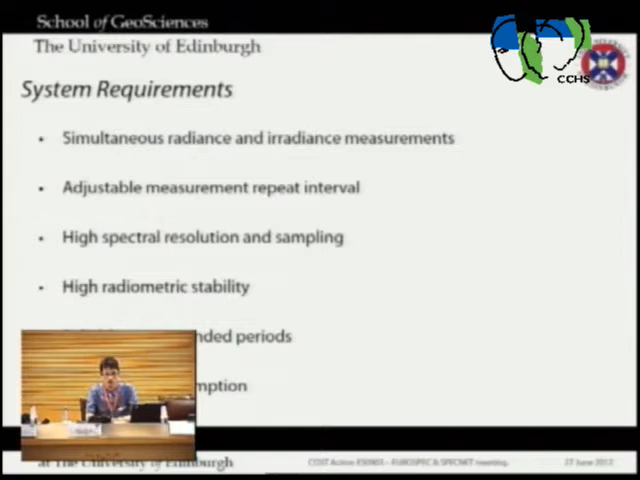 School of GeoSciences
The University of Edinburgh
CCHS
System Requirements
• Simultaneous radiance and irradiance measurements
• Adjustable measurement repeat interval
• High spectral resolution and sampling
• High radiometric stability
nded periods
mption
at The University of Edinburgh
COST Action ES0903 – EUROSPEC & SPECNET meeting,
27 June 2012